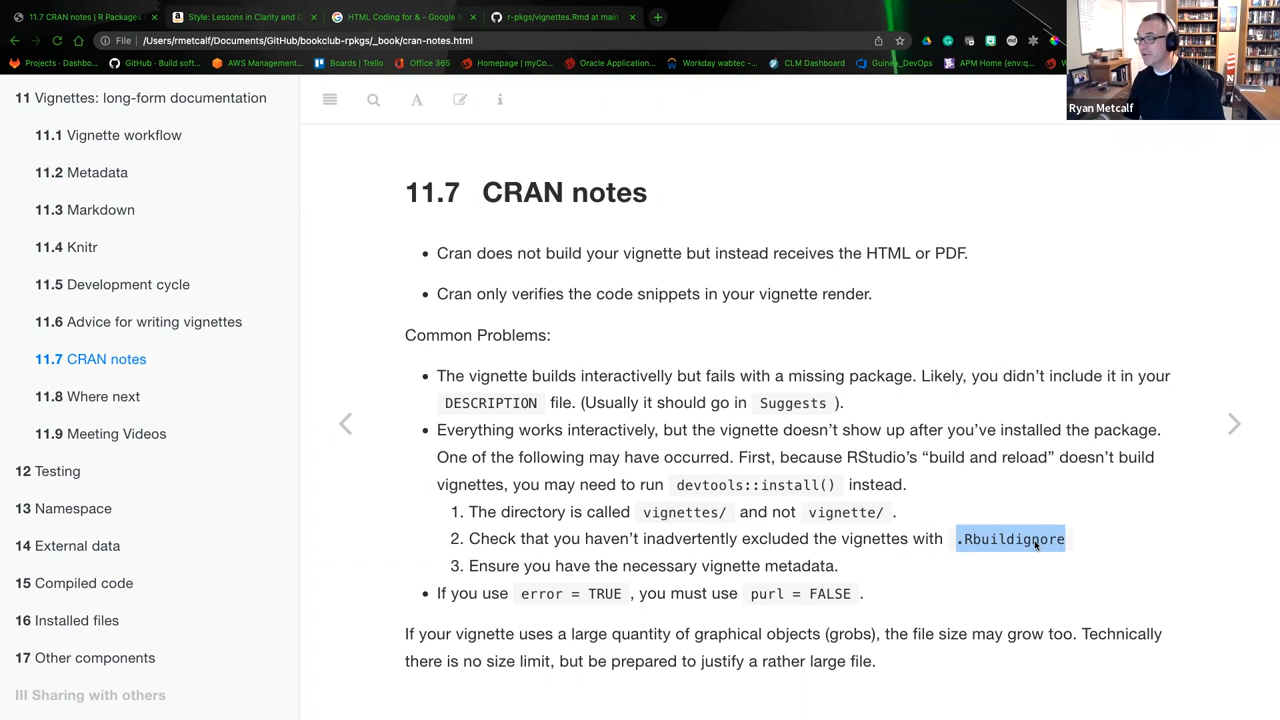 11.7 CRAN notes | R Packages
Style: Lessons in Clarity and G
HTML Coding for & - Google S
r-pkgs/vignettes.Rmd at main
File | /Users/rmetcalf/Documents/GitHub/bookclub-rpkgs/_book/cran-notes.html
Projects · Dashbo...
GitHub · Build soft...
AWS Management...
Boards | Trello
Office 365
Homepage | myCo...
Oracle Application...
Workday wabtec -...
CLM Dashboard
Guinea_DevOps
APM Home (env:q...
Ryan Metcalf
11 Vignettes: long-form documentation
11.1 Vignette workflow
11.2 Metadata
11.3 Markdown
11.4 Knitr
11.5 Development cycle
11.6 Advice for writing vignettes
11.7 CRAN notes
11.8 Where next
11.9 Meeting Videos
12 Testing
13 Namespace
14 External data
15 Compiled code
16 Installed files
17 Other components
III Sharing with others
11.7 CRAN notes
• Cran does not build your vignette but instead receives the HTML or PDF.
• Cran only verifies the code snippets in your vignette render.
Common Problems:
• The vignette builds interactivelly but fails with a missing package. Likely, you didn't include it in your
DESCRIPTION file. (Usually it should go in Suggests ).
• Everything works interactively, but the vignette doesn't show up after you've installed the package.
One of the following may have occurred. First, because RStudio's “build and reload” doesn't build
vignettes, you may need to run devtools::install() instead.
1. The directory is called vignettes/ and not vignette/ .
2. Check that you haven't inadvertently excluded the vignettes with .Rbuildignore
3. Ensure you have the necessary vignette metadata.
• If you use error = TRUE , you must use purl = FALSE .
If your vignette uses a large quantity of graphical objects (grobs), the file size may grow too. Technically
there is no size limit, but be prepared to justify a rather large file.